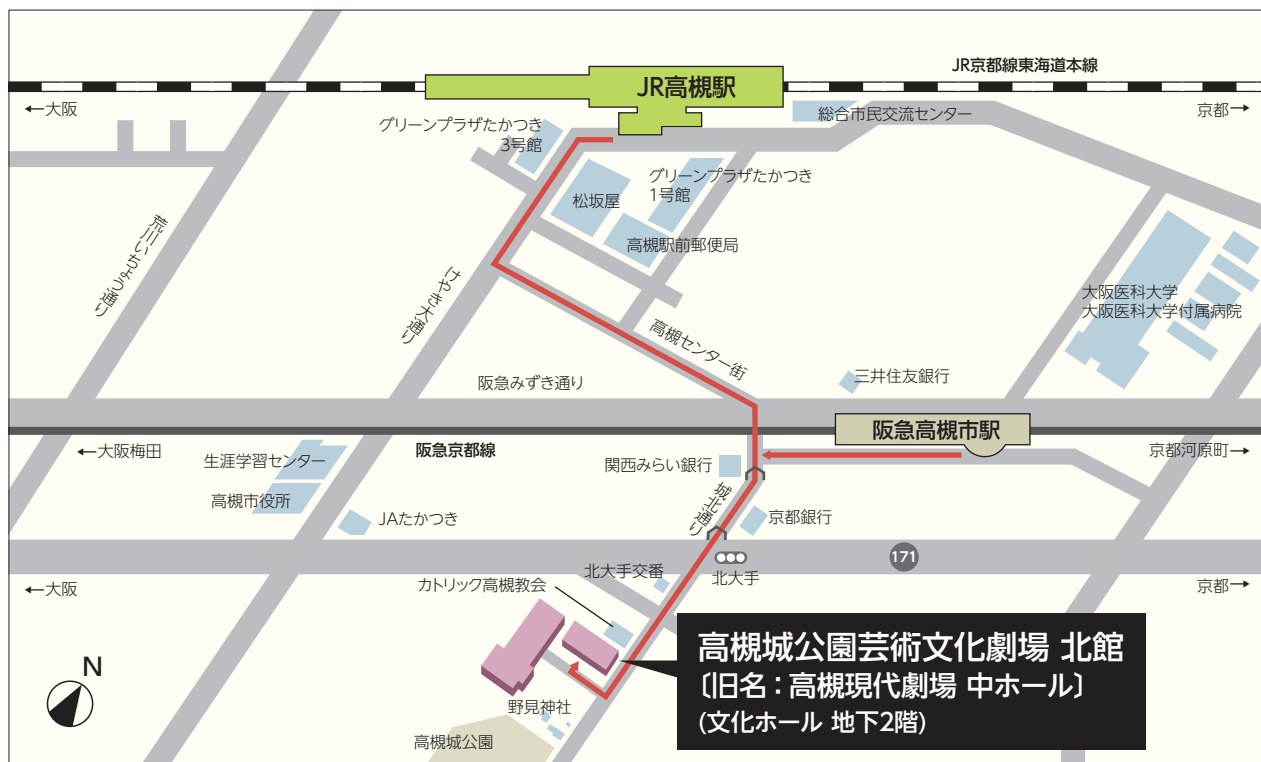 JR京都線東海道本線
JR高槻駅
←大阪
京都→
総合市民交流センター
グリーンプラザたかつき
3号館
グリーンプラザたかつき
1号館
松坂屋
高槻駅前郵便局
荒川いちょう通り
けやき大通り
大阪医科大学
大阪医科大学付属病院
高槻センター街
三井住友銀行
阪急みずき通り
阪急高槻市駅
←大阪梅田
阪急京都線
京都河原町→
生涯学習センター
関西みらい銀行
高槻市役所
城北通り
JAたかつき
京都銀行
171
北大手
北大手交番
カトリック高槻教会
←大阪
京都→
高槻城公園芸術文化劇場 北館
〔旧名：高槻現代劇場 中ホール〕
(文化ホール 地下2階)
N
野見神社
高槻城公園